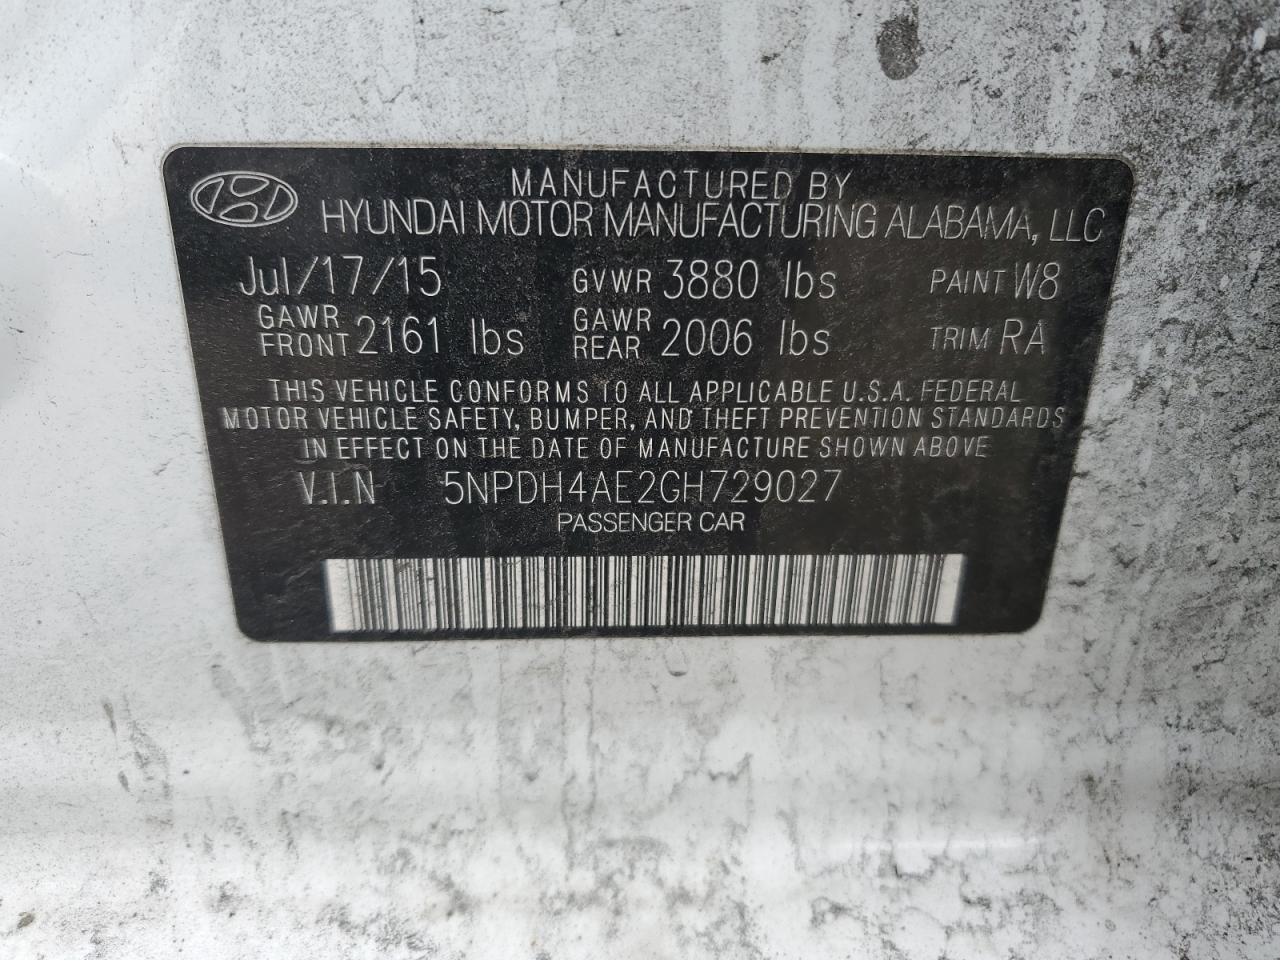 MANUFACTURED BY
HYUNDAI MOTOR MANUFACTURING ALABAMA, LLC
Jul/17/15 GVWR 3880 lbs PAINT W8
GAWR FRONT 2161 lbs GAWR REAR 2006 lbs TRIM RA
THIS VEHICLE CONFORMS TO ALL APPLICABLE U.S.A. FEDERAL
MOTOR VEHICLE SAFETY, BUMPER, AND THEFT PREVENTION STANDARDS
IN EFFECT ON THE DATE OF MANUFACTURE SHOWN ABOVE
V.I.N 5NPDH4AE2GH729027
PASSENGER CAR